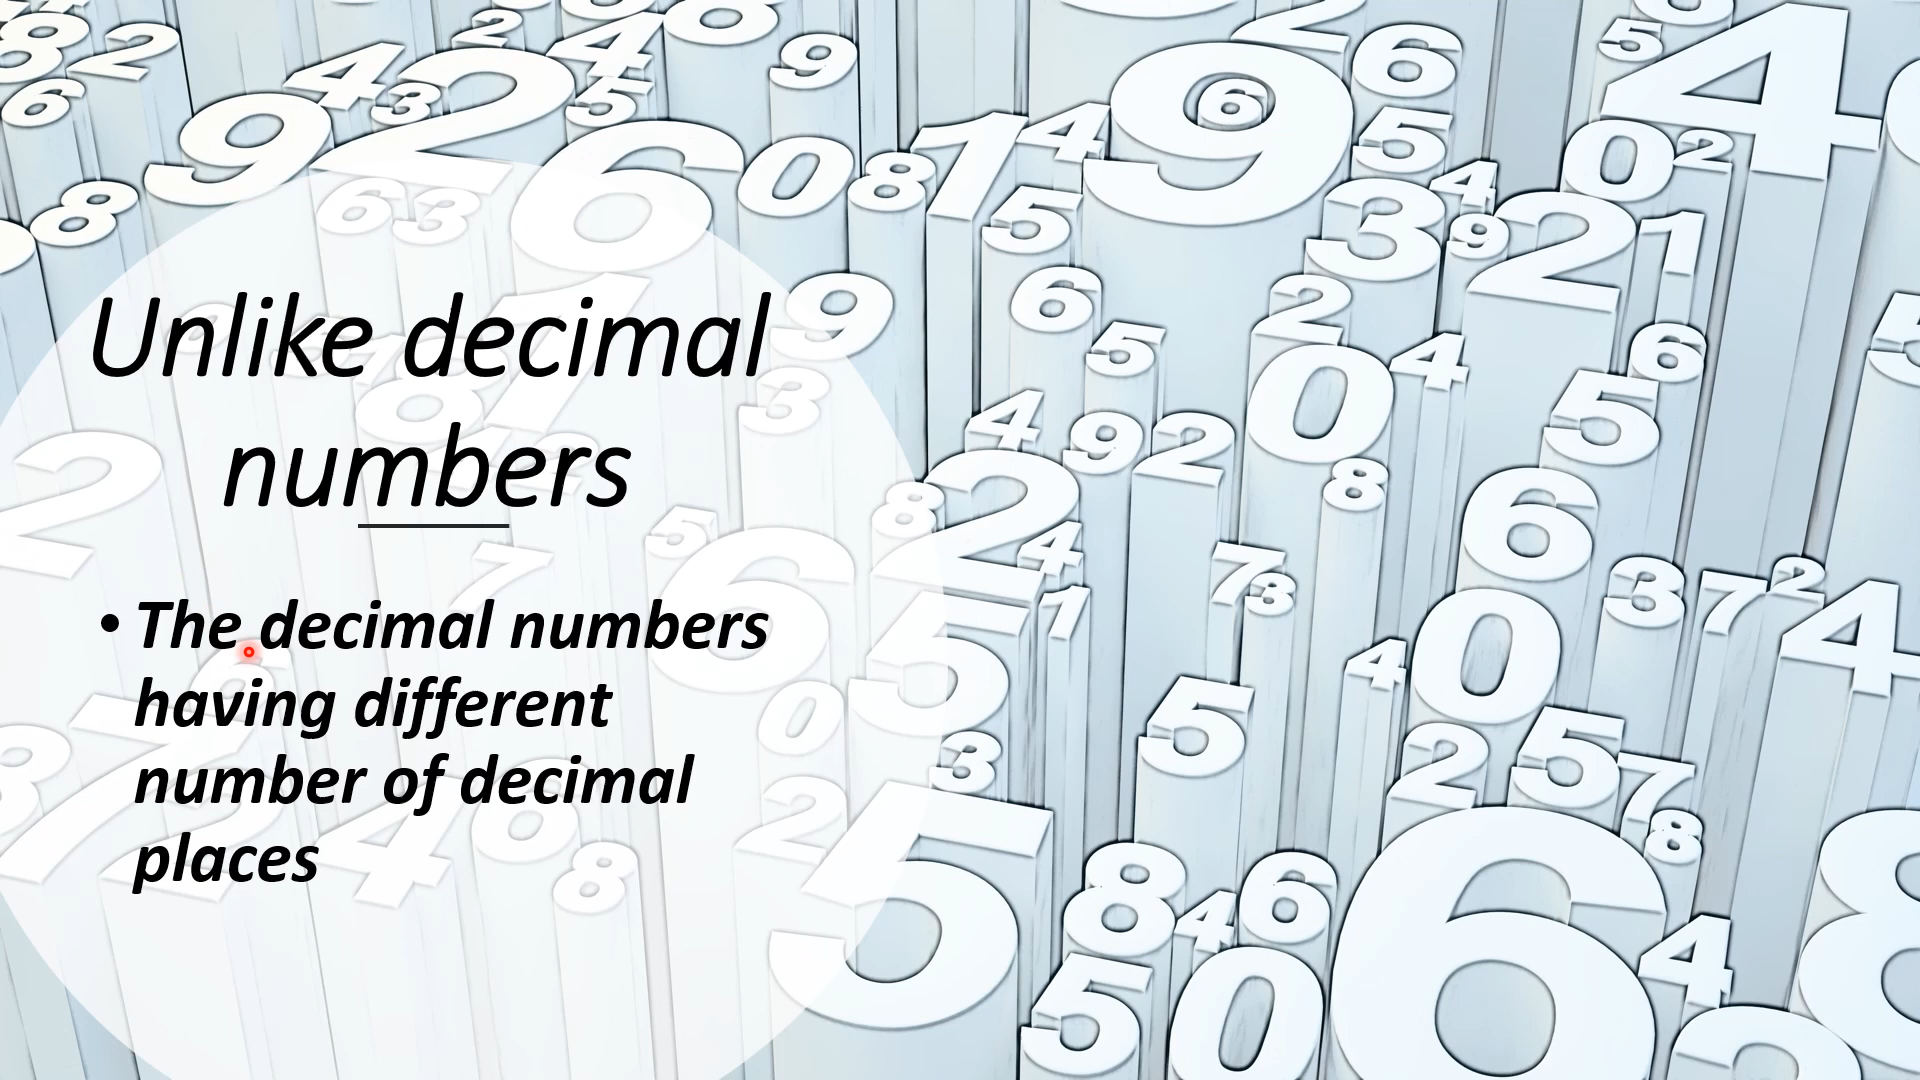 Unlike decimal
numbers
• The decimal numbers
having different
number of decimal
places